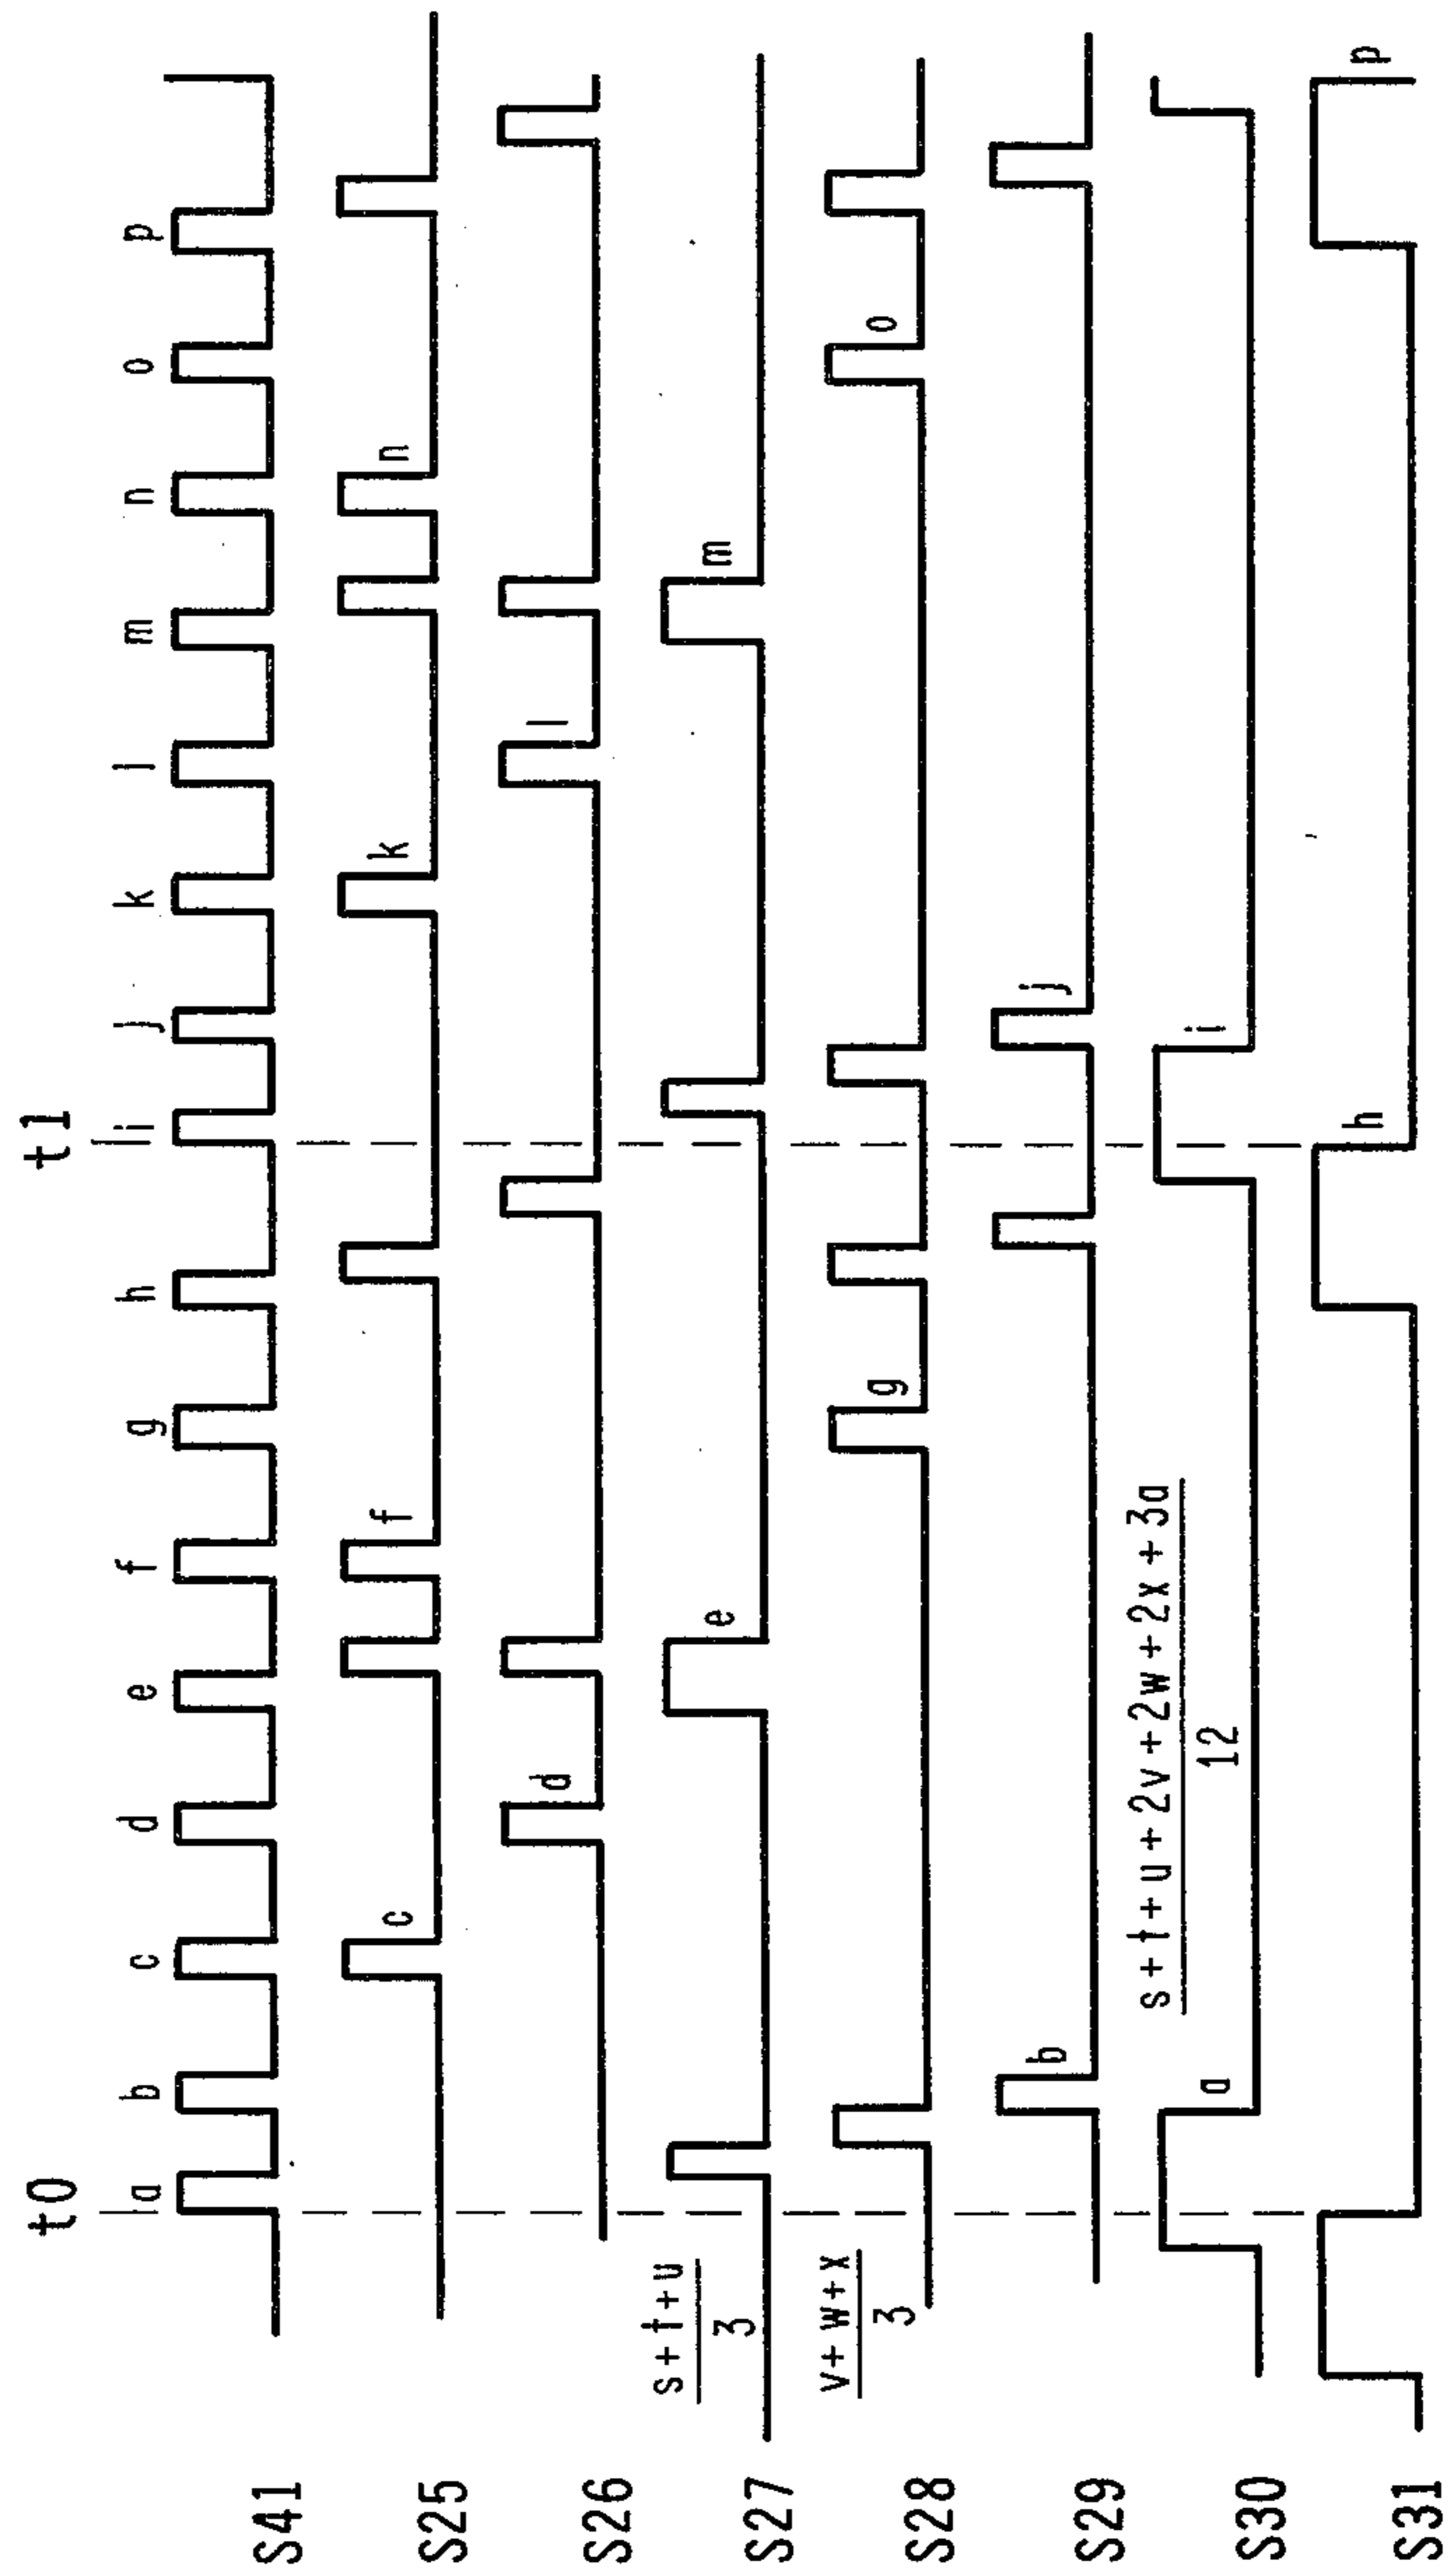 t0 t1
a b c d e f g h i j k l m n o p
S41
c f k n
S25
d l
S26
s+t+u
3
e m
S27
v+w+x
3
g o
S28
b j
S29
s+t+u+2v+2w+2x+3a
12
a i
S30
h p
S31